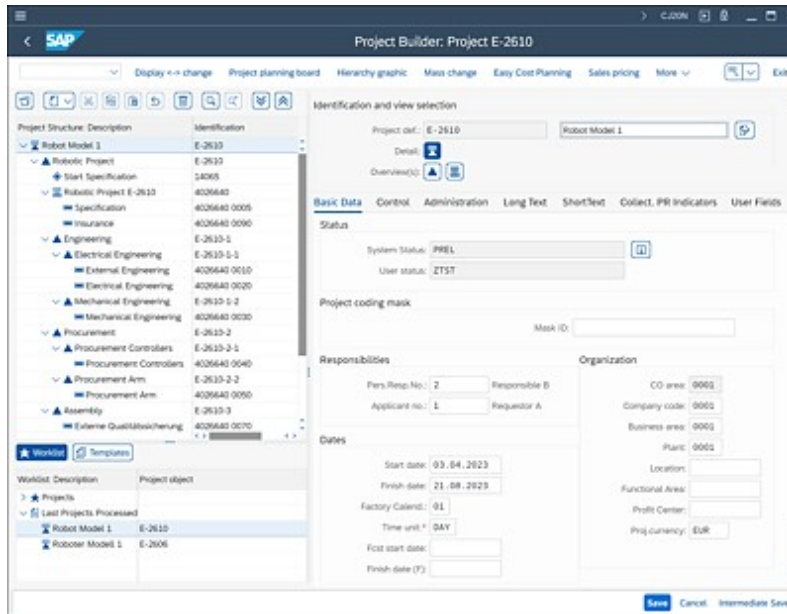 CJ20N
SAP
Project Builder: Project E-2610
Display <-> change Project planning board Hierarchy graphic Mass change Easy Cost Planning Sales pricing More Exit
Project Structure: Description Identification
Robot Model 1 E-2610
Robotic Project E-2610
Start Specification 14065
Robotic Project E-2610 4026640
Specification 4026640 0005
Insurance 4026640 0090
Engineering E-2610-1
Electrical Engineering E-2610-1-1
External Engineering 4026640 0010
Electrical Engineering 4026640 0020
Mechanical Engineering E-2610-1-2
Mechanical Engineering 4026640 0030
Procurement E-2610-2
Procurement Controllers E-2610-2-1
Procurement Controllers 4026640 0040
Procurement Arm E-2610-2-2
Procurement Arm 4026640 0050
Assembly E-2610-3
Externe Qualitätssicherung 4026640 0070
Worklist Templates
Worklist: Description Project object
Projects
Last Projects Processed
Robot Model 1 E-2610
Roboter Modell 1 E-2606
Identification and view selection
Project def.: E-2610 Robot Model 1
Detail:
Overview(s):
Basic Data Control Administration Long Text ShortText Collect. PR Indicators User Fields
Status
System Status: PREL
User status: ZTST
Project coding mask
Mask ID:
Responsibilities
Pers.Resp.No.: 2 Responsible B
Applicant no.: 1 Requestor A
Dates
Start date: 03.04.2023
Finish date: 21.08.2023
Factory Calend.: 01
Time unit:* DAY
Fcst start date:
Finish date (F):
Organization
CO area: 0001
Company code: 0001
Business area: 0001
Plant: 0001
Location:
Functional Area:
Profit Center:
Proj.currency: EUR
Save Cancel Intermediate Save